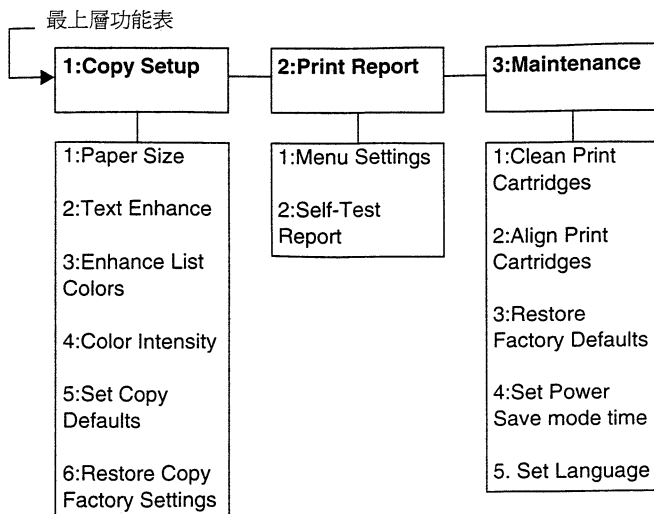 最上層功能表
1:Copy Setup
2:Print Report
3:Maintenance
1:Paper Size
2:Text Enhance
3:Enhance List
Colors
4:Color Intensity
5:Set Copy
Defaults
6:Restore Copy
Factory Settings
1:Menu Settings
2:Self-Test
Report
1:Clean Print
Cartridges
2:Align Print
Cartridges
3:Restore
Factory Defaults
4:Set Power
Save mode time
5. Set Language